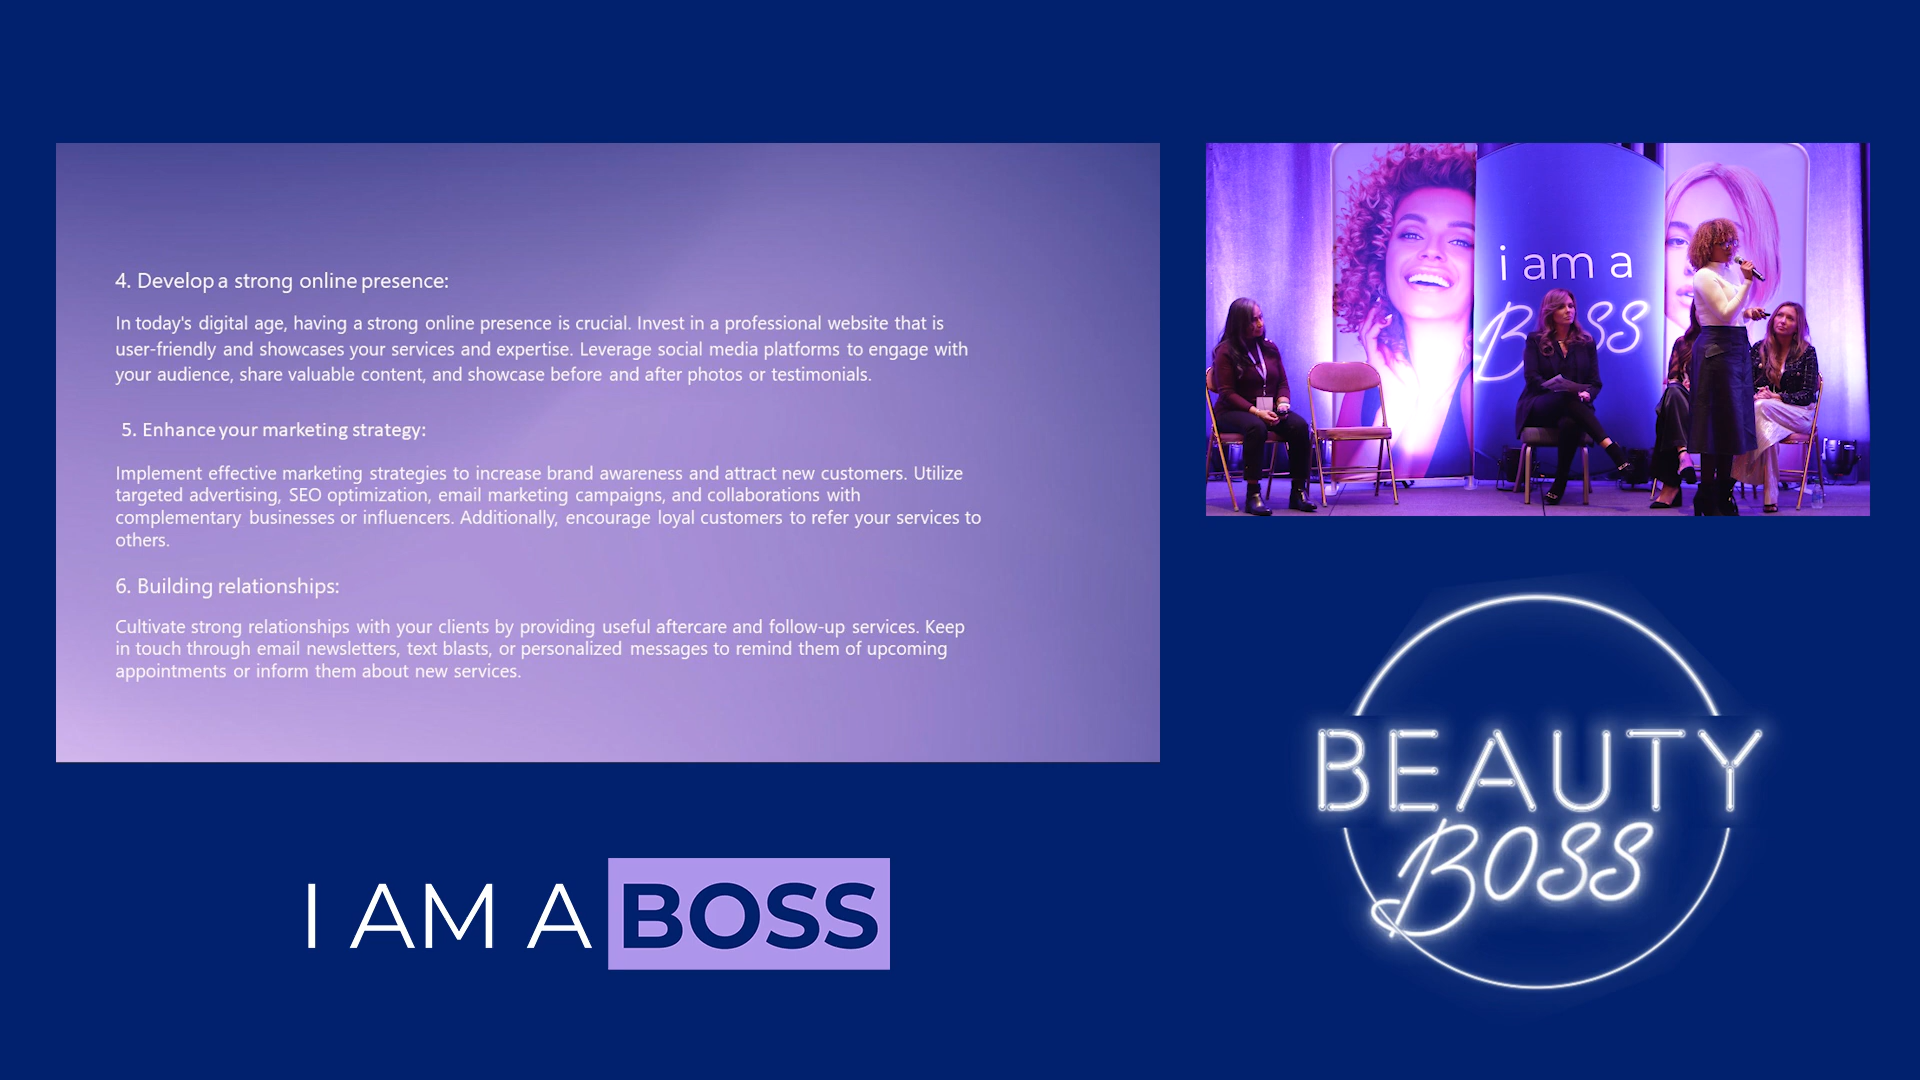 4. Develop a strong online presence:
In today's digital age, having a strong online presence is crucial. Invest in a professional website that is
user-friendly and showcases your services and expertise. Leverage social media platforms to engage with
your audience, share valuable content, and showcase before and after photos or testimonials.
5. Enhance your marketing strategy:
Implement effective marketing strategies to increase brand awareness and attract new customers. Utilize
targeted advertising, SEO optimization, email marketing campaigns, and collaborations with
complementary businesses or influencers. Additionally, encourage loyal customers to refer your services to
others.
6. Building relationships:
Cultivate strong relationships with your clients by providing useful aftercare and follow-up services. Keep
in touch through email newsletters, text blasts, or personalized messages to remind them of upcoming
appointments or inform them about new services.
i am a
BOSS
BEAUTY
BOSS
I AM A BOSS